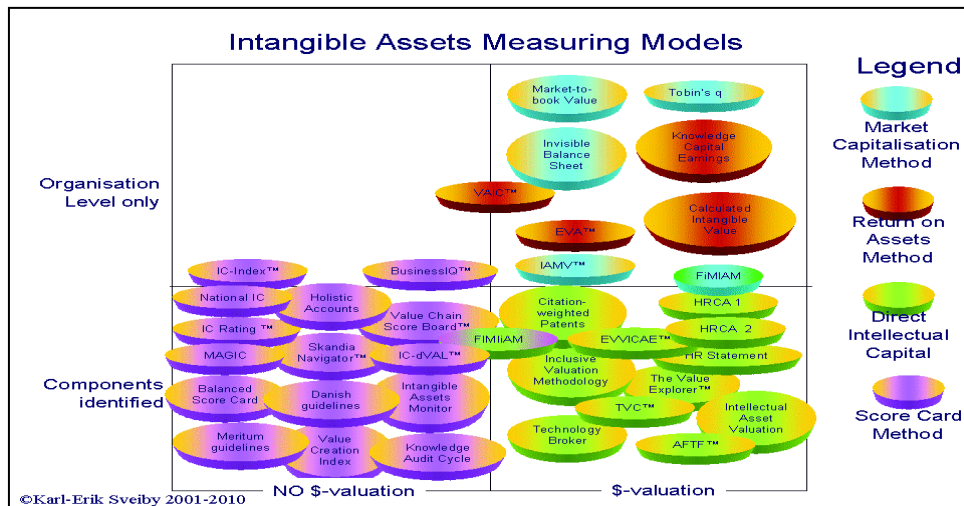 Intangible Assets Measuring Models
Legend
Market
Capitalisation
Method
Return on
Assets
Method
Direct
Intellectual
Capital
Score Card
Method
Organisation
Level only
Components
identified
Market-to-
book Value
Tobin's q
Invisible
Balance
Sheet
Knowledge
Capital
Earnings
VAIC™
Calculated
Intangible
Value
EVA™
IAMV™
FiMIAM
IC-Index™
BusinessIQ™
National IC
Holistic
Accounts
Value Chain
Score Board™
IC Rating ™
MAGIC
Skandia
Navigator™
IC-dVAL™
Balanced
Score Card
Danish
guidelines
Intangible
Assets
Monitor
Meritum
guidelines
Value
Creation
Index
Knowledge
Audit Cycle
Citation-
weighted
Patents
HRCA 1
HRCA 2
FIMIiAM
EVVICAE™
HR Statement
Inclusive
Valuation
Methodology
The Value
Explorer™
TVC™
Intellectual
Asset
Valuation
Technology
Broker
AFTF™
NO $-valuation
$-valuation
©Karl-Erik Sveiby 2001-2010